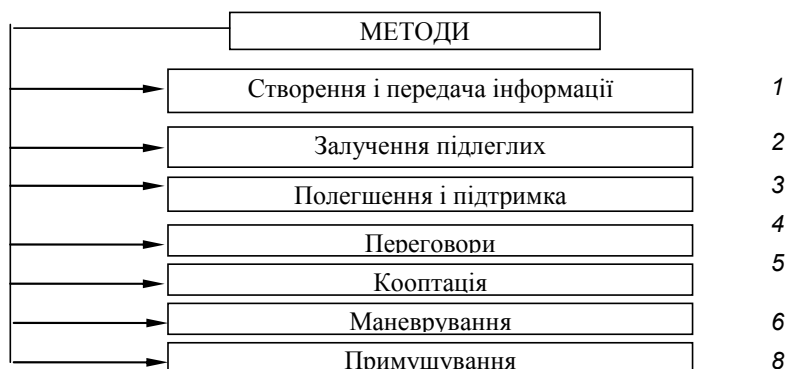 МЕТОДИ
Створення і передача інформації 1
Залучення підлеглих 2
Полегшення і підтримка 3
Переговори 4
Кооптація 5
Маневрування 6
Примушування 8